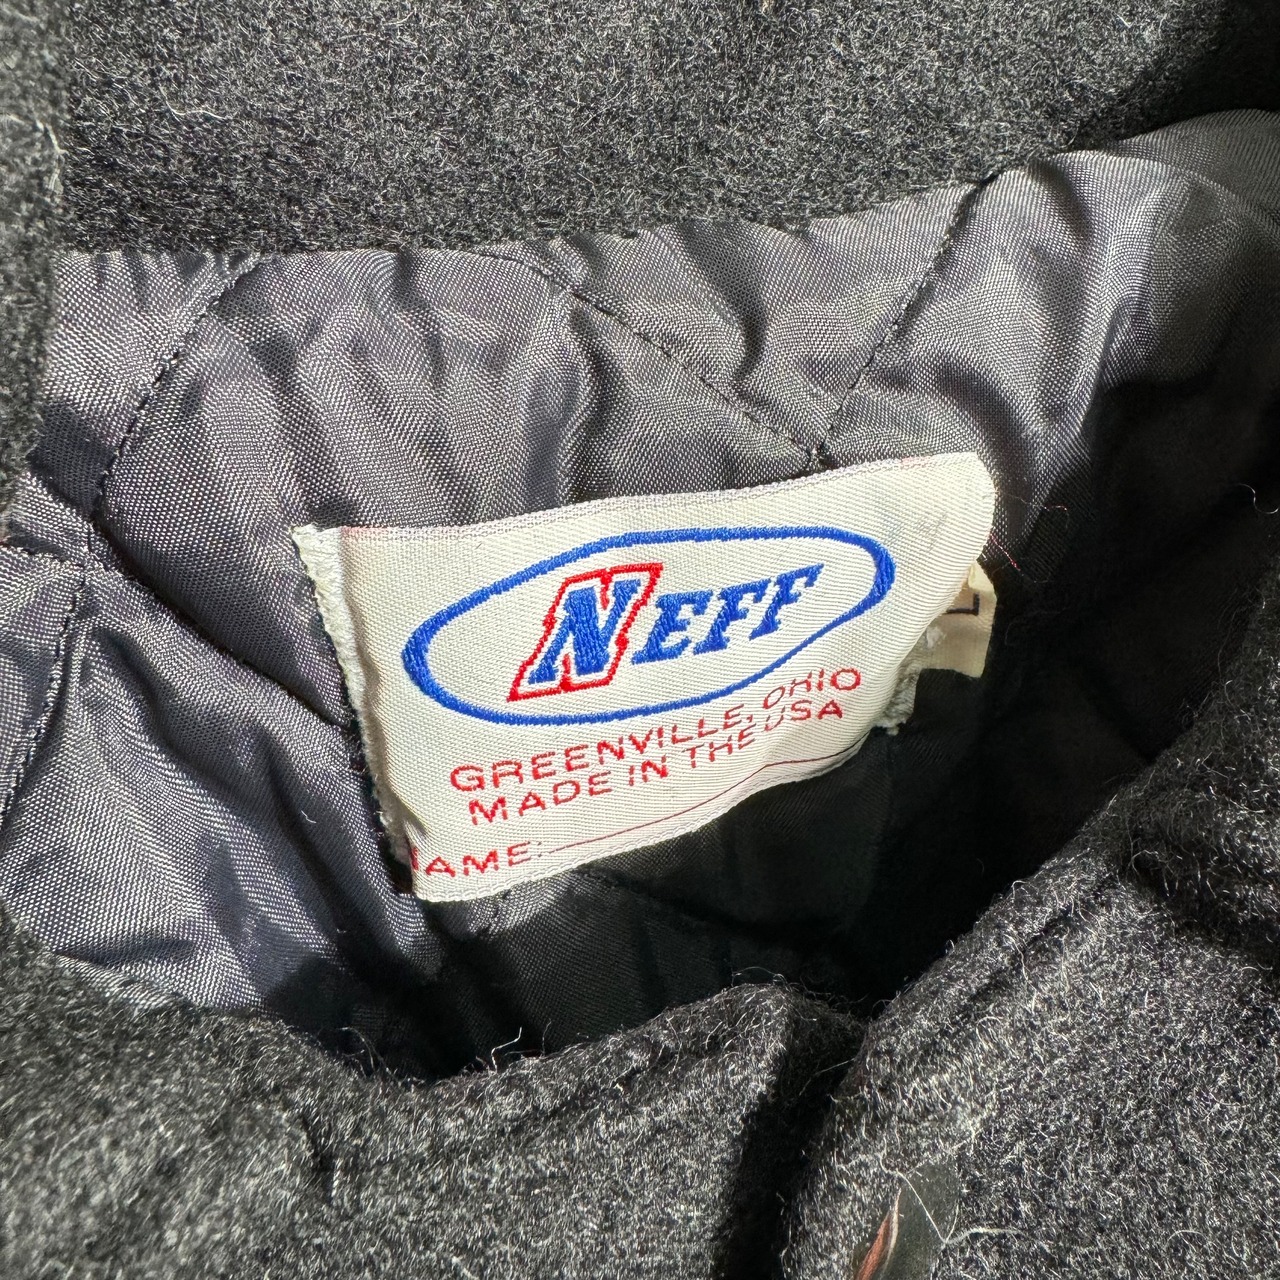 NEFF
GREENVILLE, OHIO
MADE IN THE USA
NAME:
L